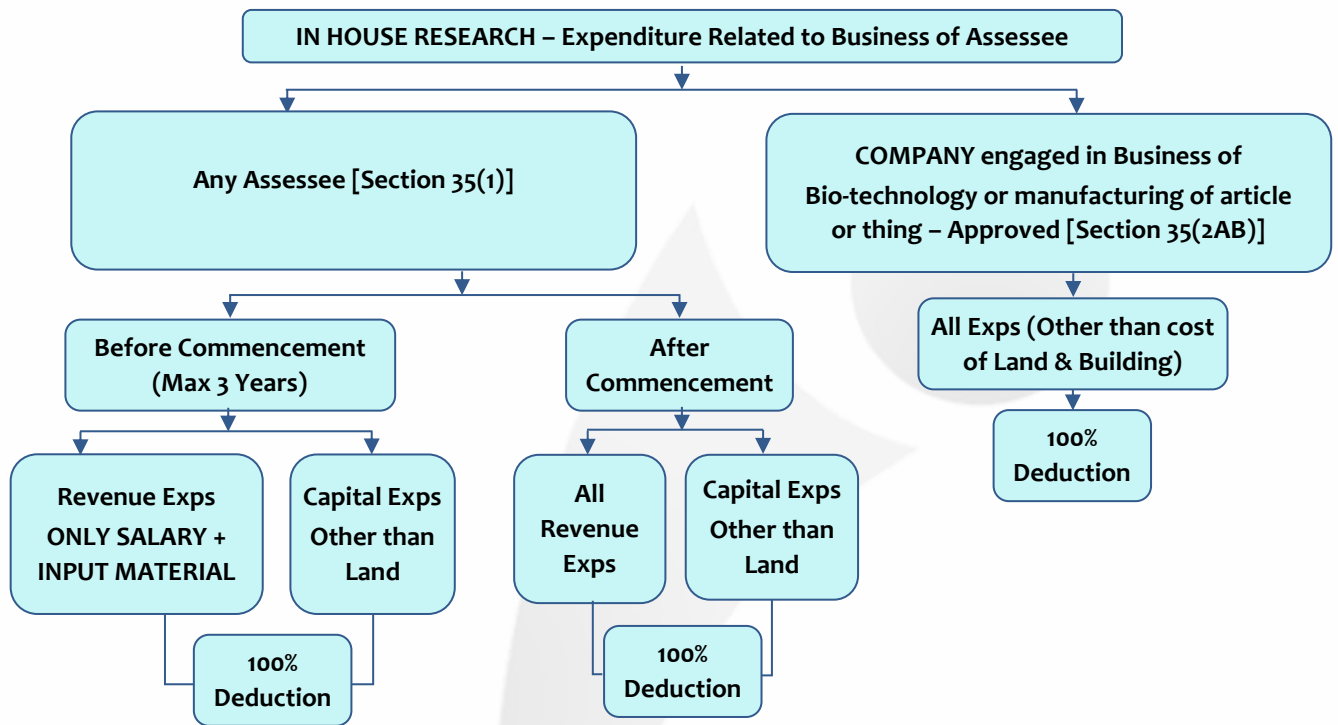 IN HOUSE RESEARCH – Expenditure Related to Business of Assessee
Any Assessee [Section 35(1)]
COMPANY engaged in Business of
Bio-technology or manufacturing of article
or thing – Approved [Section 35(2AB)]
Before Commencement
(Max 3 Years)
After
Commencement
All Exps (Other than cost
of Land & Building)
Revenue Exps
ONLY SALARY +
INPUT MATERIAL
Capital Exps
Other than
Land
All
Revenue
Exps
Capital Exps
Other than
Land
100%
Deduction
100%
Deduction
100%
Deduction